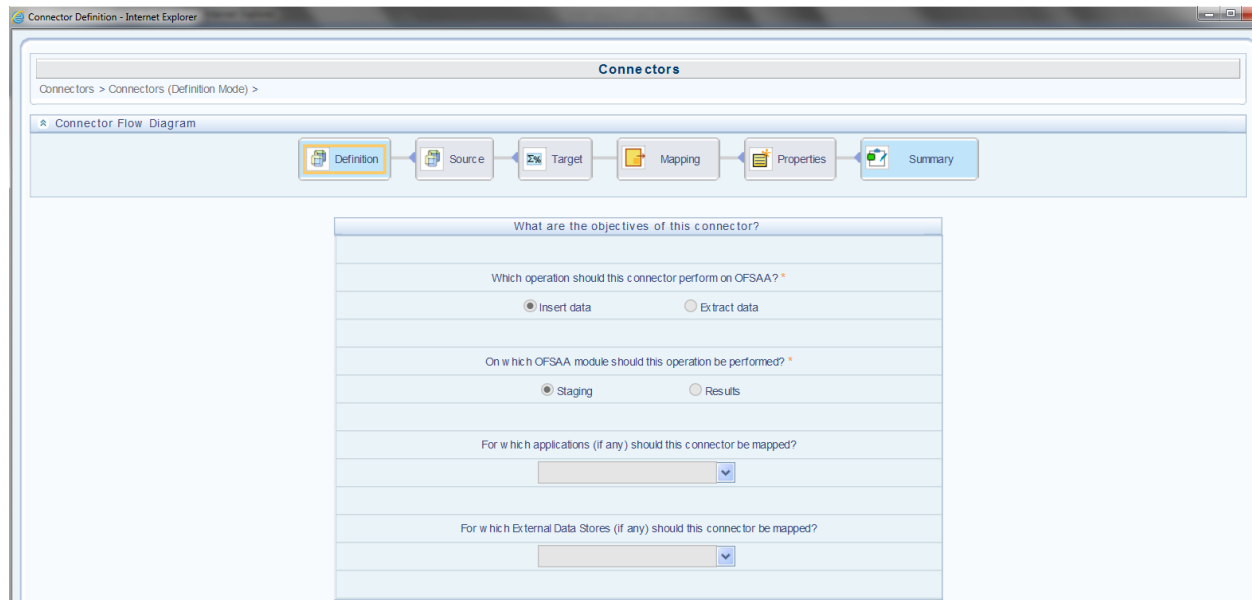 Connector Definition - Internet Explorer
Connectors
Connectors > Connectors (Definition Mode) >
Connector Flow Diagram
Definition Source Target Mapping Properties Summary
What are the objectives of this connector?
Which operation should this connector perform on OFSAA? *
Insert data Extract data
On which OFSAA module should this operation be performed? *
Staging Results
For which applications (if any) should this connector be mapped?
For which External Data Stores (if any) should this connector be mapped?